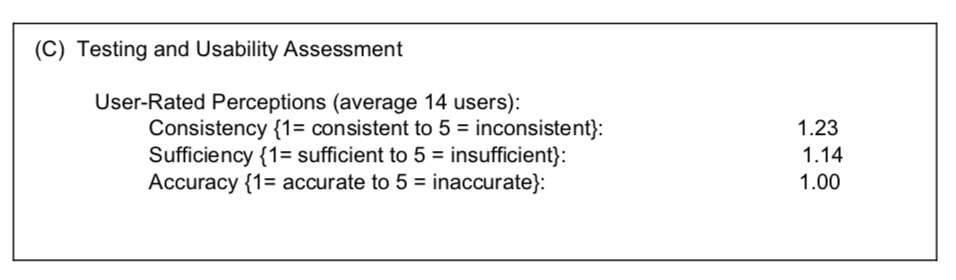 (C) Testing and Usability Assessment
User-Rated Perceptions (average 14 users):
Consistency {1= consistent to 5 = inconsistent}: 1.23
Sufficiency {1= sufficient to 5 = insufficient}: 1.14
Accuracy {1= accurate to 5 = inaccurate}: 1.00